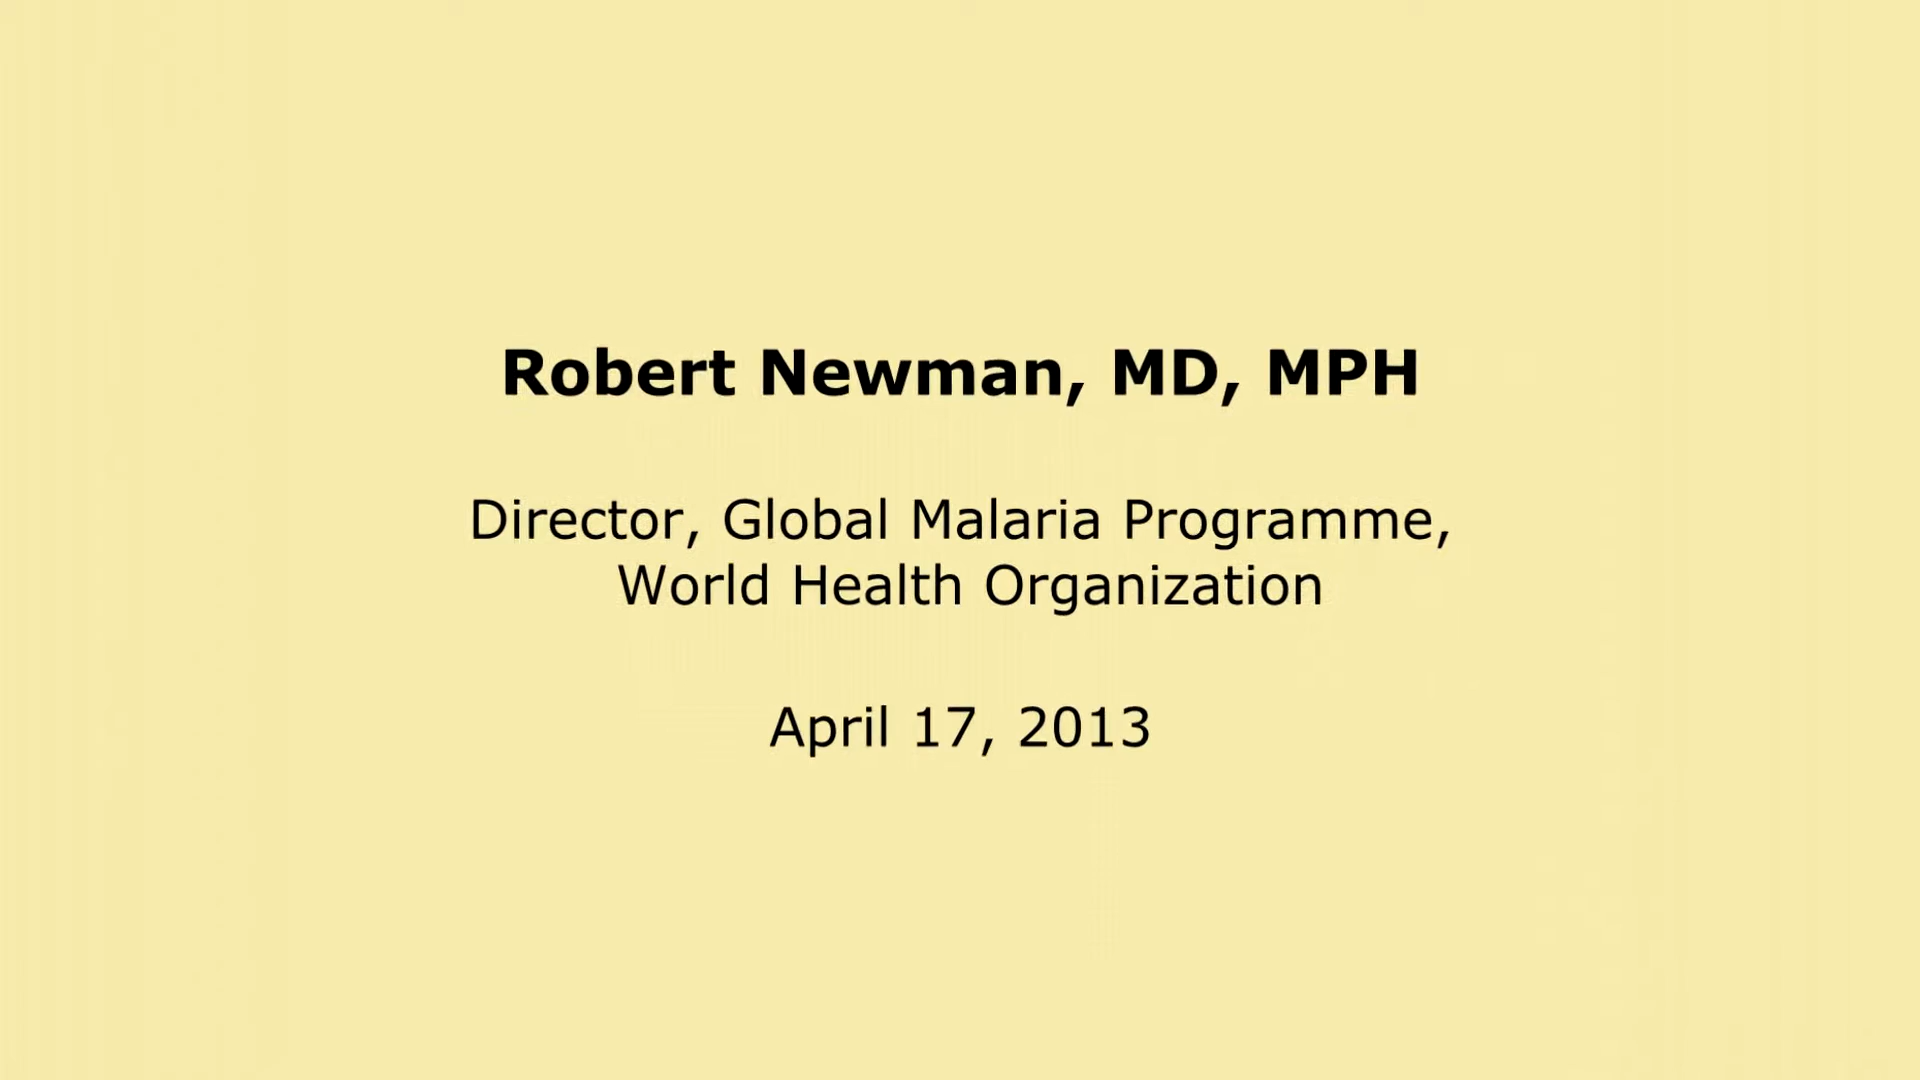 Robert Newman, MD, MPH
Director, Global Malaria Programme,
World Health Organization
April 17, 2013